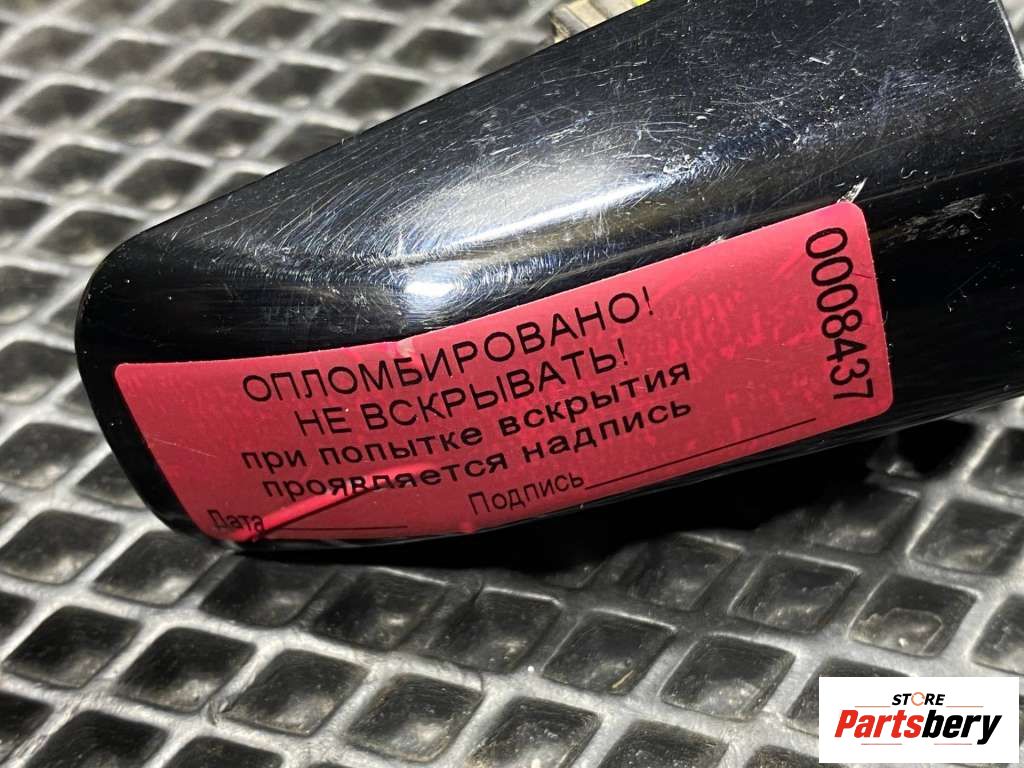 ОПЛОМБИРОВАНО!
НЕ ВСКРЫВАТЬ!
при попытке вскрытия
проявляется надпись
Дата
Подпись
0008437
STORE
Partsbery